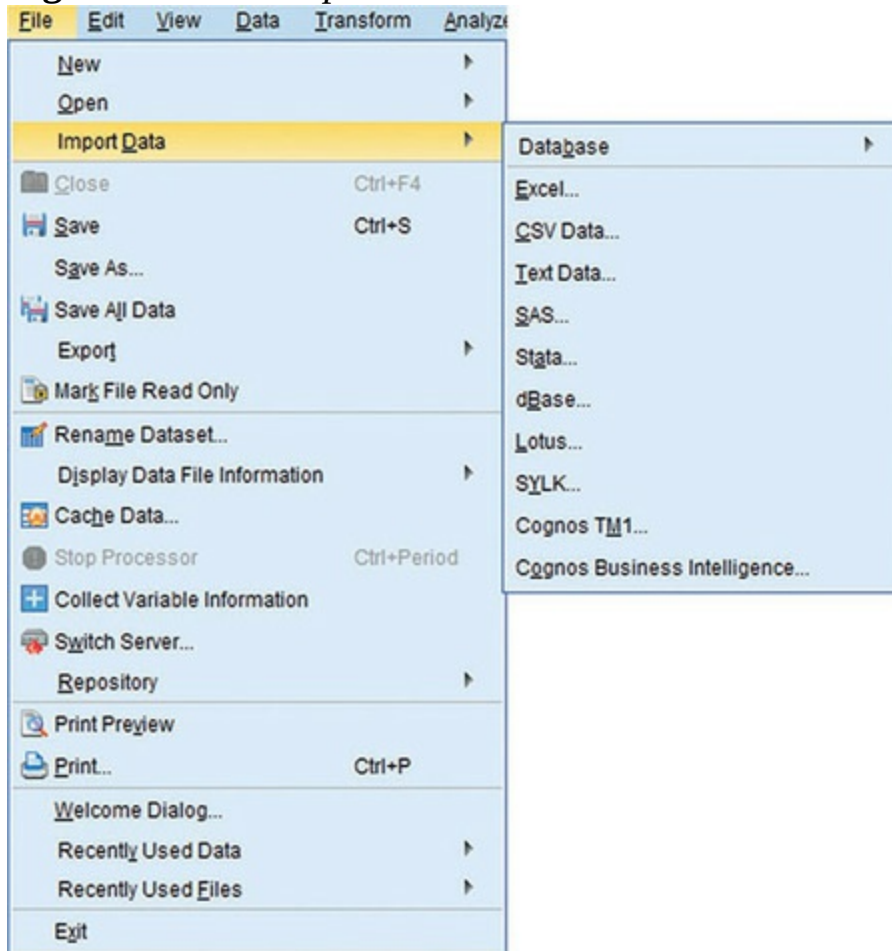 File Edit View Data Transform Analyze
New
Open
Import Data
Close Ctrl+F4
Save Ctrl+S
Save As...
Save All Data
Export
Mark File Read Only
Rename Dataset...
Display Data File Information
Cache Data...
Stop Processor Ctrl+Period
Collect Variable Information
Switch Server...
Repository
Print Preview
Print... Ctrl+P
Welcome Dialog...
Recently Used Data
Recently Used Files
Exit
Database
Excel...
CSV Data...
Text Data...
SAS...
Stata...
dBase...
Lotus...
SYLK...
Cognos TM1...
Cognos Business Intelligence...